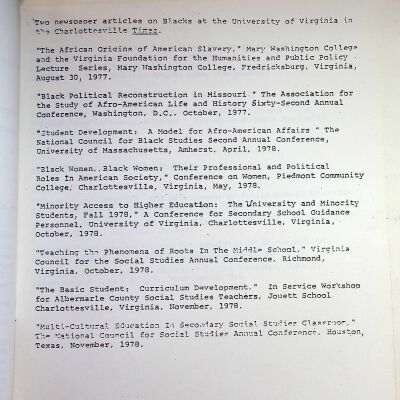 Two newspaper articles on Blacks at the University of Virginia in
the Charlottesville Times.
"The African Origins of American Slavery," Mary Washington College
and the Virginia Foundation for the Humanities and Public Policy
Lecture Series, Mary Washington College, Fredricksburg, Virginia,
August 30, 1977.
"Black Political Reconstruction in Missouri." The Association for
the Study of Afro-American Life and History Sixty-Second Annual
Conference, Washington, D.C., October, 1977.
"Student Development: A Model for Afro-American Affairs " The
National Council for Black Studies Second Annual Conference,
University of Massachusetts, Amherst, April, 1978.
"Black Women, Black Women: Their Professional and Political
Roles In American Society," Conference on Women, Piedmont Community
College, Charlottesville, Virginia, May, 1978.
"Minority Access to Higher Education: The University and Minority
Students, Fall 1978," A Conference for Secondary School Guidance
Personnel, University of Virginia, Charlottesville, Virginia,
October, 1978.
"Teaching the Phenomena of Roots In The Middle School." Virginia
Council for the Social Studies Annual Conference, Richmond,
Virginia, October, 1978.
"The Basic Student: Curriculum Development." In Service Workshop
for Albermarle County Social Studies Teachers, Jouett School
Charlottesville, Virginia, November, 1978.
"Multi-Cultural Education In Secondary Social Studies Classroom,"
The National Council for Social Studies Annual Conference, Houston,
Texas, November, 1978.